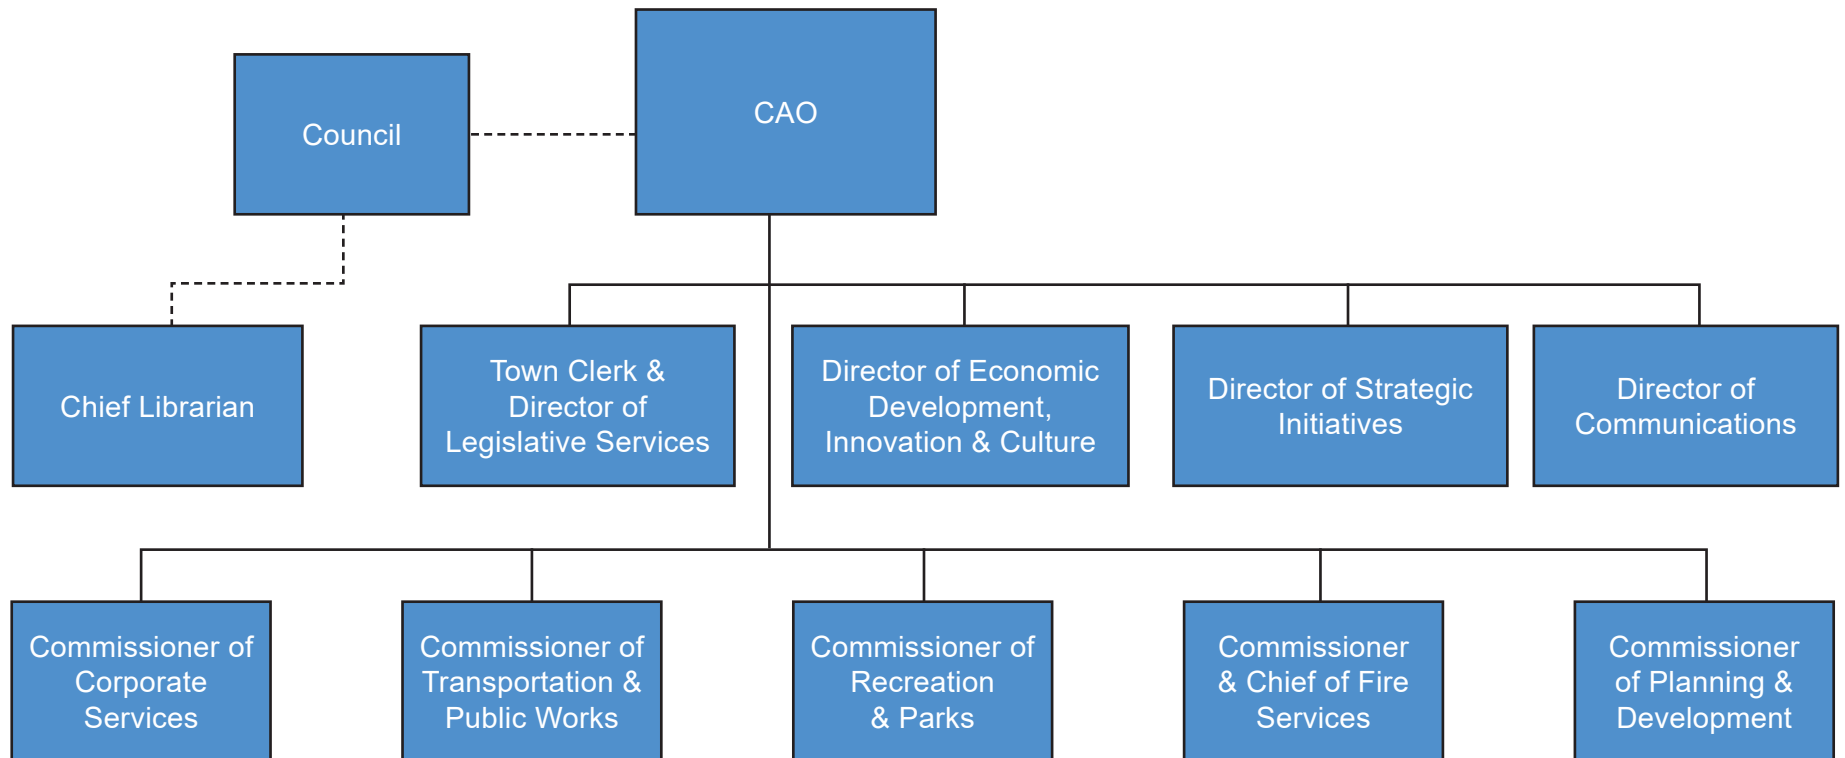 Council
CAO
Chief Librarian
Town Clerk &
Director of
Legislative Services
Director of Economic
Development,
Innovation & Culture
Director of Strategic
Initiatives
Director of
Communications
Commissioner of
Corporate
Services
Commissioner of
Transportation &
Public Works
Commissioner of
Recreation
& Parks
Commissioner
& Chief of Fire
Services
Commissioner
of Planning &
Development